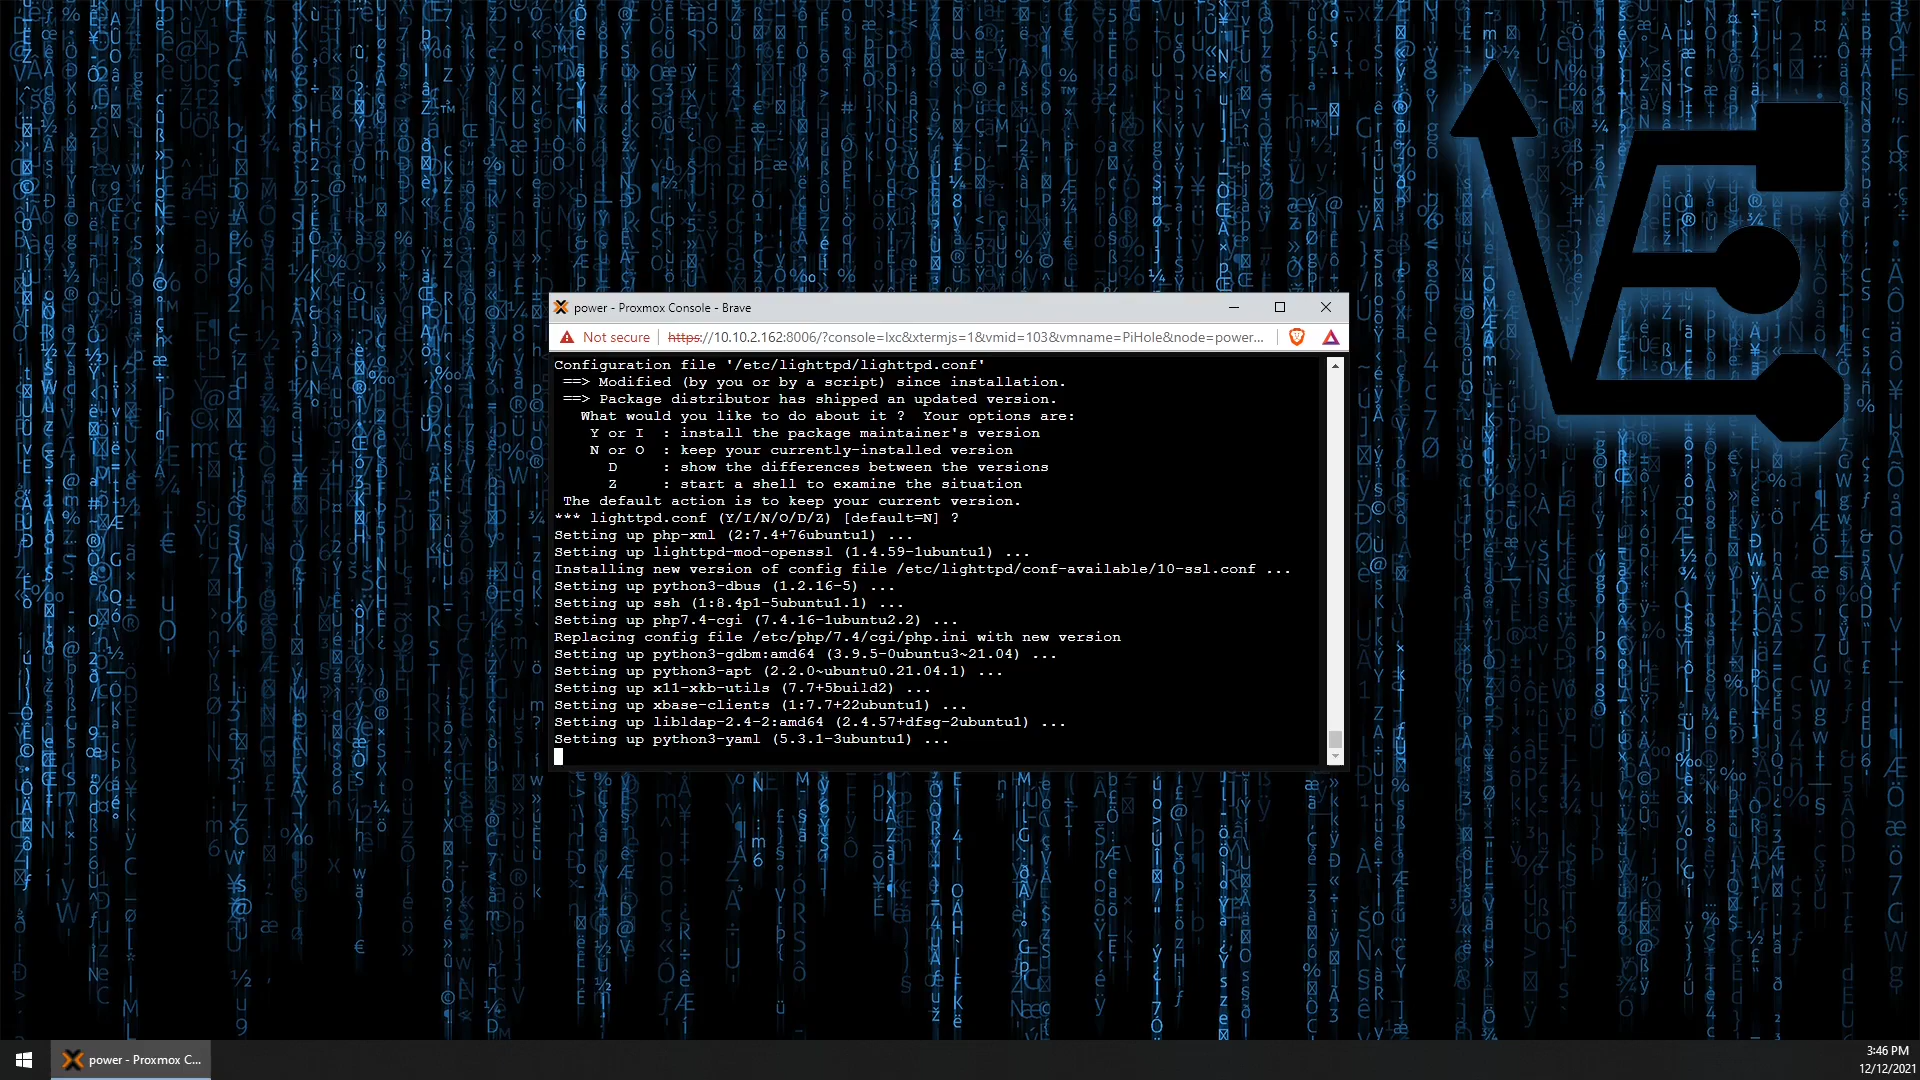 power - Proxmox Console - Brave
Not secure https://10.10.2.162:8006/?console=lxc&xtermjs=1&vmid=103&vmname=PiHole&node=power...
Configuration file '/etc/lighttpd/lighttpd.conf'
==> Modified (by you or by a script) since installation.
==> Package distributor has shipped an updated version.
What would you like to do about it ?  Your options are:
Y or I  : install the package maintainer's version
N or O  : keep your currently-installed version
D     : show the differences between the versions
Z     : start a shell to examine the situation
The default action is to keep your current version.
*** lighttpd.conf (Y/I/N/O/D/Z) [default=N] ?
Setting up php-xml (2:7.4+76ubuntu1) ...
Setting up lighttpd-mod-openssl (1.4.59-1ubuntu1) ...
Installing new version of config file /etc/lighttpd/conf-available/10-ssl.conf ...
Setting up python3-dbus (1.2.16-5) ...
Setting up ssh (1:8.4p1-5ubuntu1.1) ...
Setting up php7.4-cgi (7.4.16-1ubuntu2.2) ...
Replacing config file /etc/php/7.4/cgi/php.ini with new version
Setting up python3-gdbm:amd64 (3.9.5-0ubuntu3~21.04) ...
Setting up python3-apt (2.2.0~ubuntu0.21.04.1) ...
Setting up x11-xkb-utils (7.7+5build2) ...
Setting up xbase-clients (1:7.7+22ubuntu1) ...
Setting up libldap-2.4-2:amd64 (2.4.57+dfsg-2ubuntu1) ...
Setting up python3-yaml (5.3.1-3ubuntu1) ...
power - Proxmox C...
3:46 PM
12/12/2021